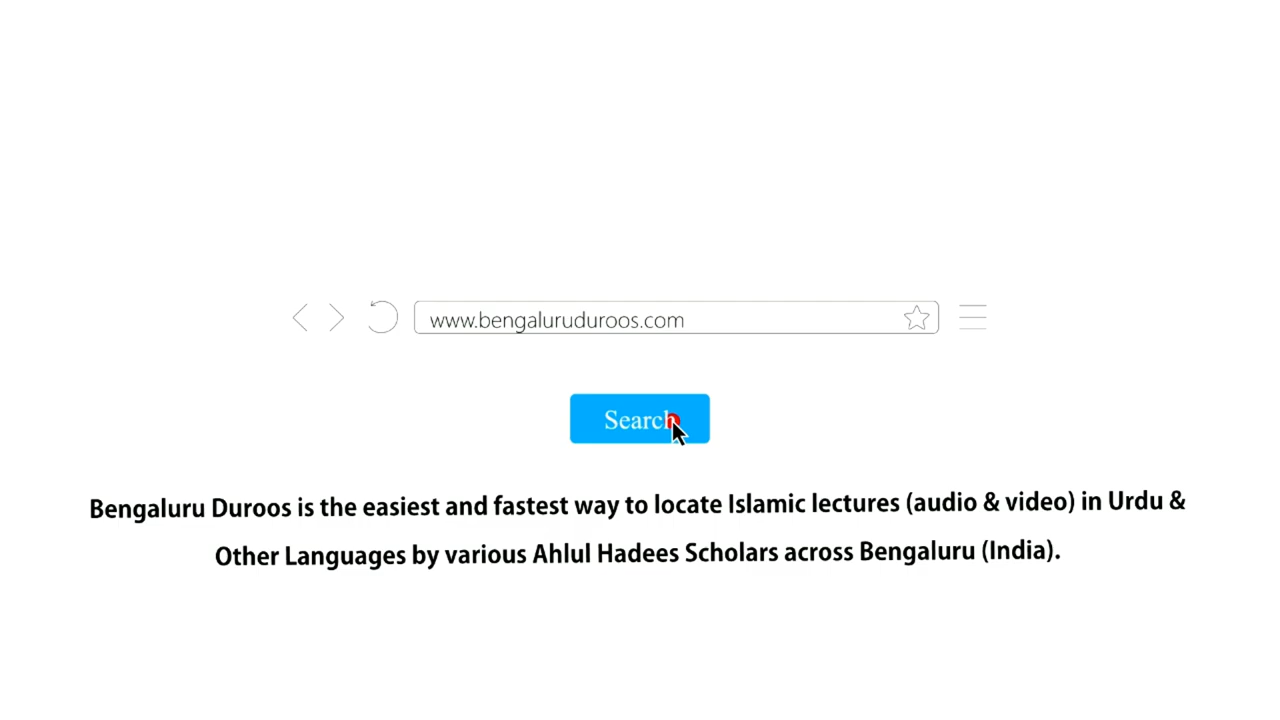 www.bengaluruduroos.com
Search
Bengaluru Duroos is the easiest and fastest way to locate Islamic lectures (audio & video) in Urdu &
Other Languages by various Ahlul Hadees Scholars across Bengaluru (India).